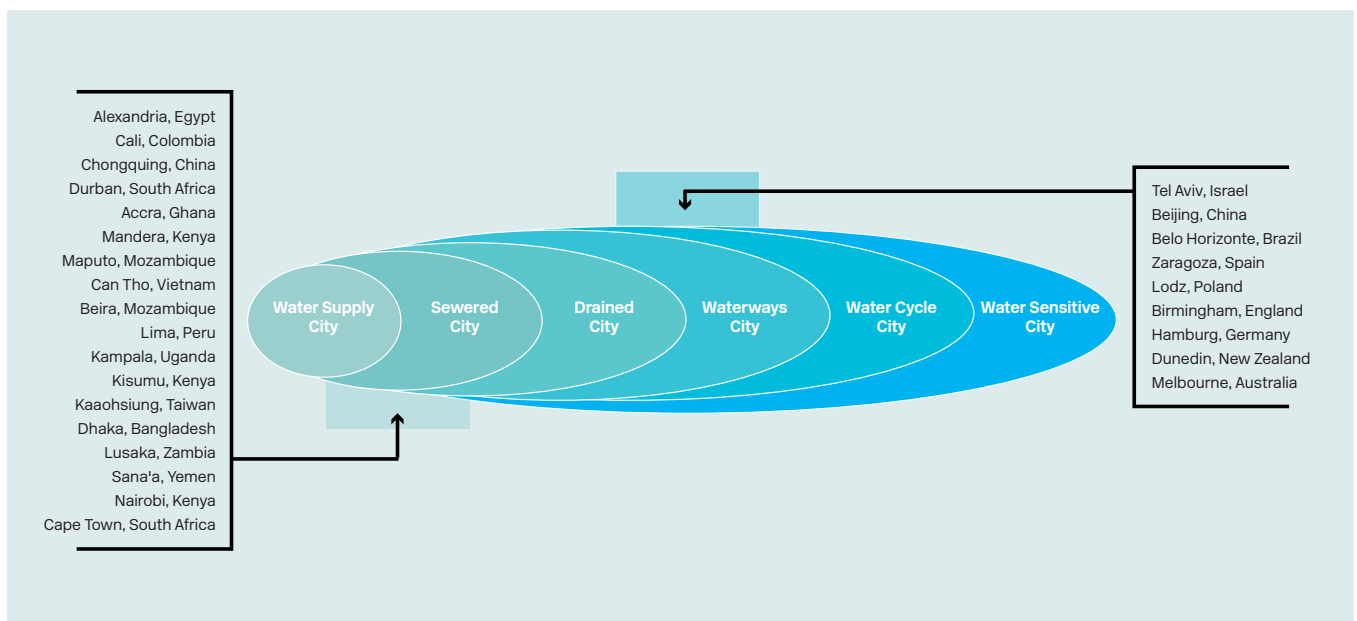 Alexandria, Egypt
Cali, Colombia
Chongquing, China
Durban, South Africa
Accra, Ghana
Mandera, Kenya
Maputo, Mozambique
Can Tho, Vietnam
Beira, Mozambique
Lima, Peru
Kampala, Uganda
Kisumu, Kenya
Kaaohsiung, Taiwan
Dhaka, Bangladesh
Lusaka, Zambia
Sana'a, Yemen
Nairobi, Kenya
Cape Town, South Africa
Water Supply
City
Sewered
City
Drained
City
Waterways
City
Water Cycle
City
Water Sensitive
City
Tel Aviv, Israel
Beijing, China
Belo Horizonte, Brazil
Zaragoza, Spain
Lodz, Poland
Birmingham, England
Hamburg, Germany
Dunedin, New Zealand
Melbourne, Australia